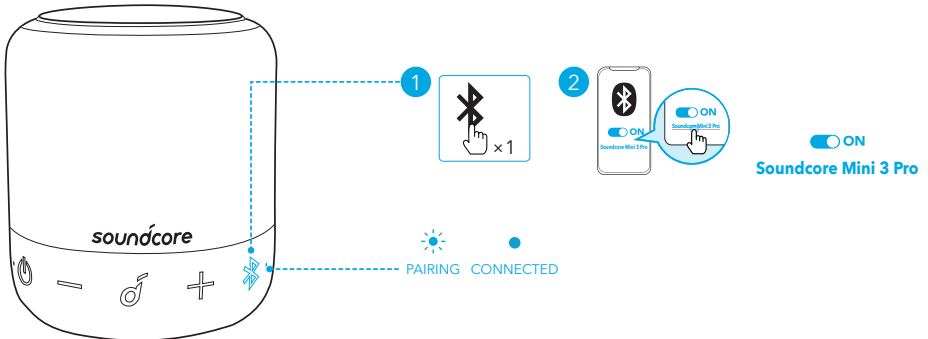 soundcore
1
×1
PAIRING CONNECTED
2
ON
Soundcore Mini 3 Pro
ON
Soundcore Mini 3 Pro
ON
Soundcore Mini 3 Pro